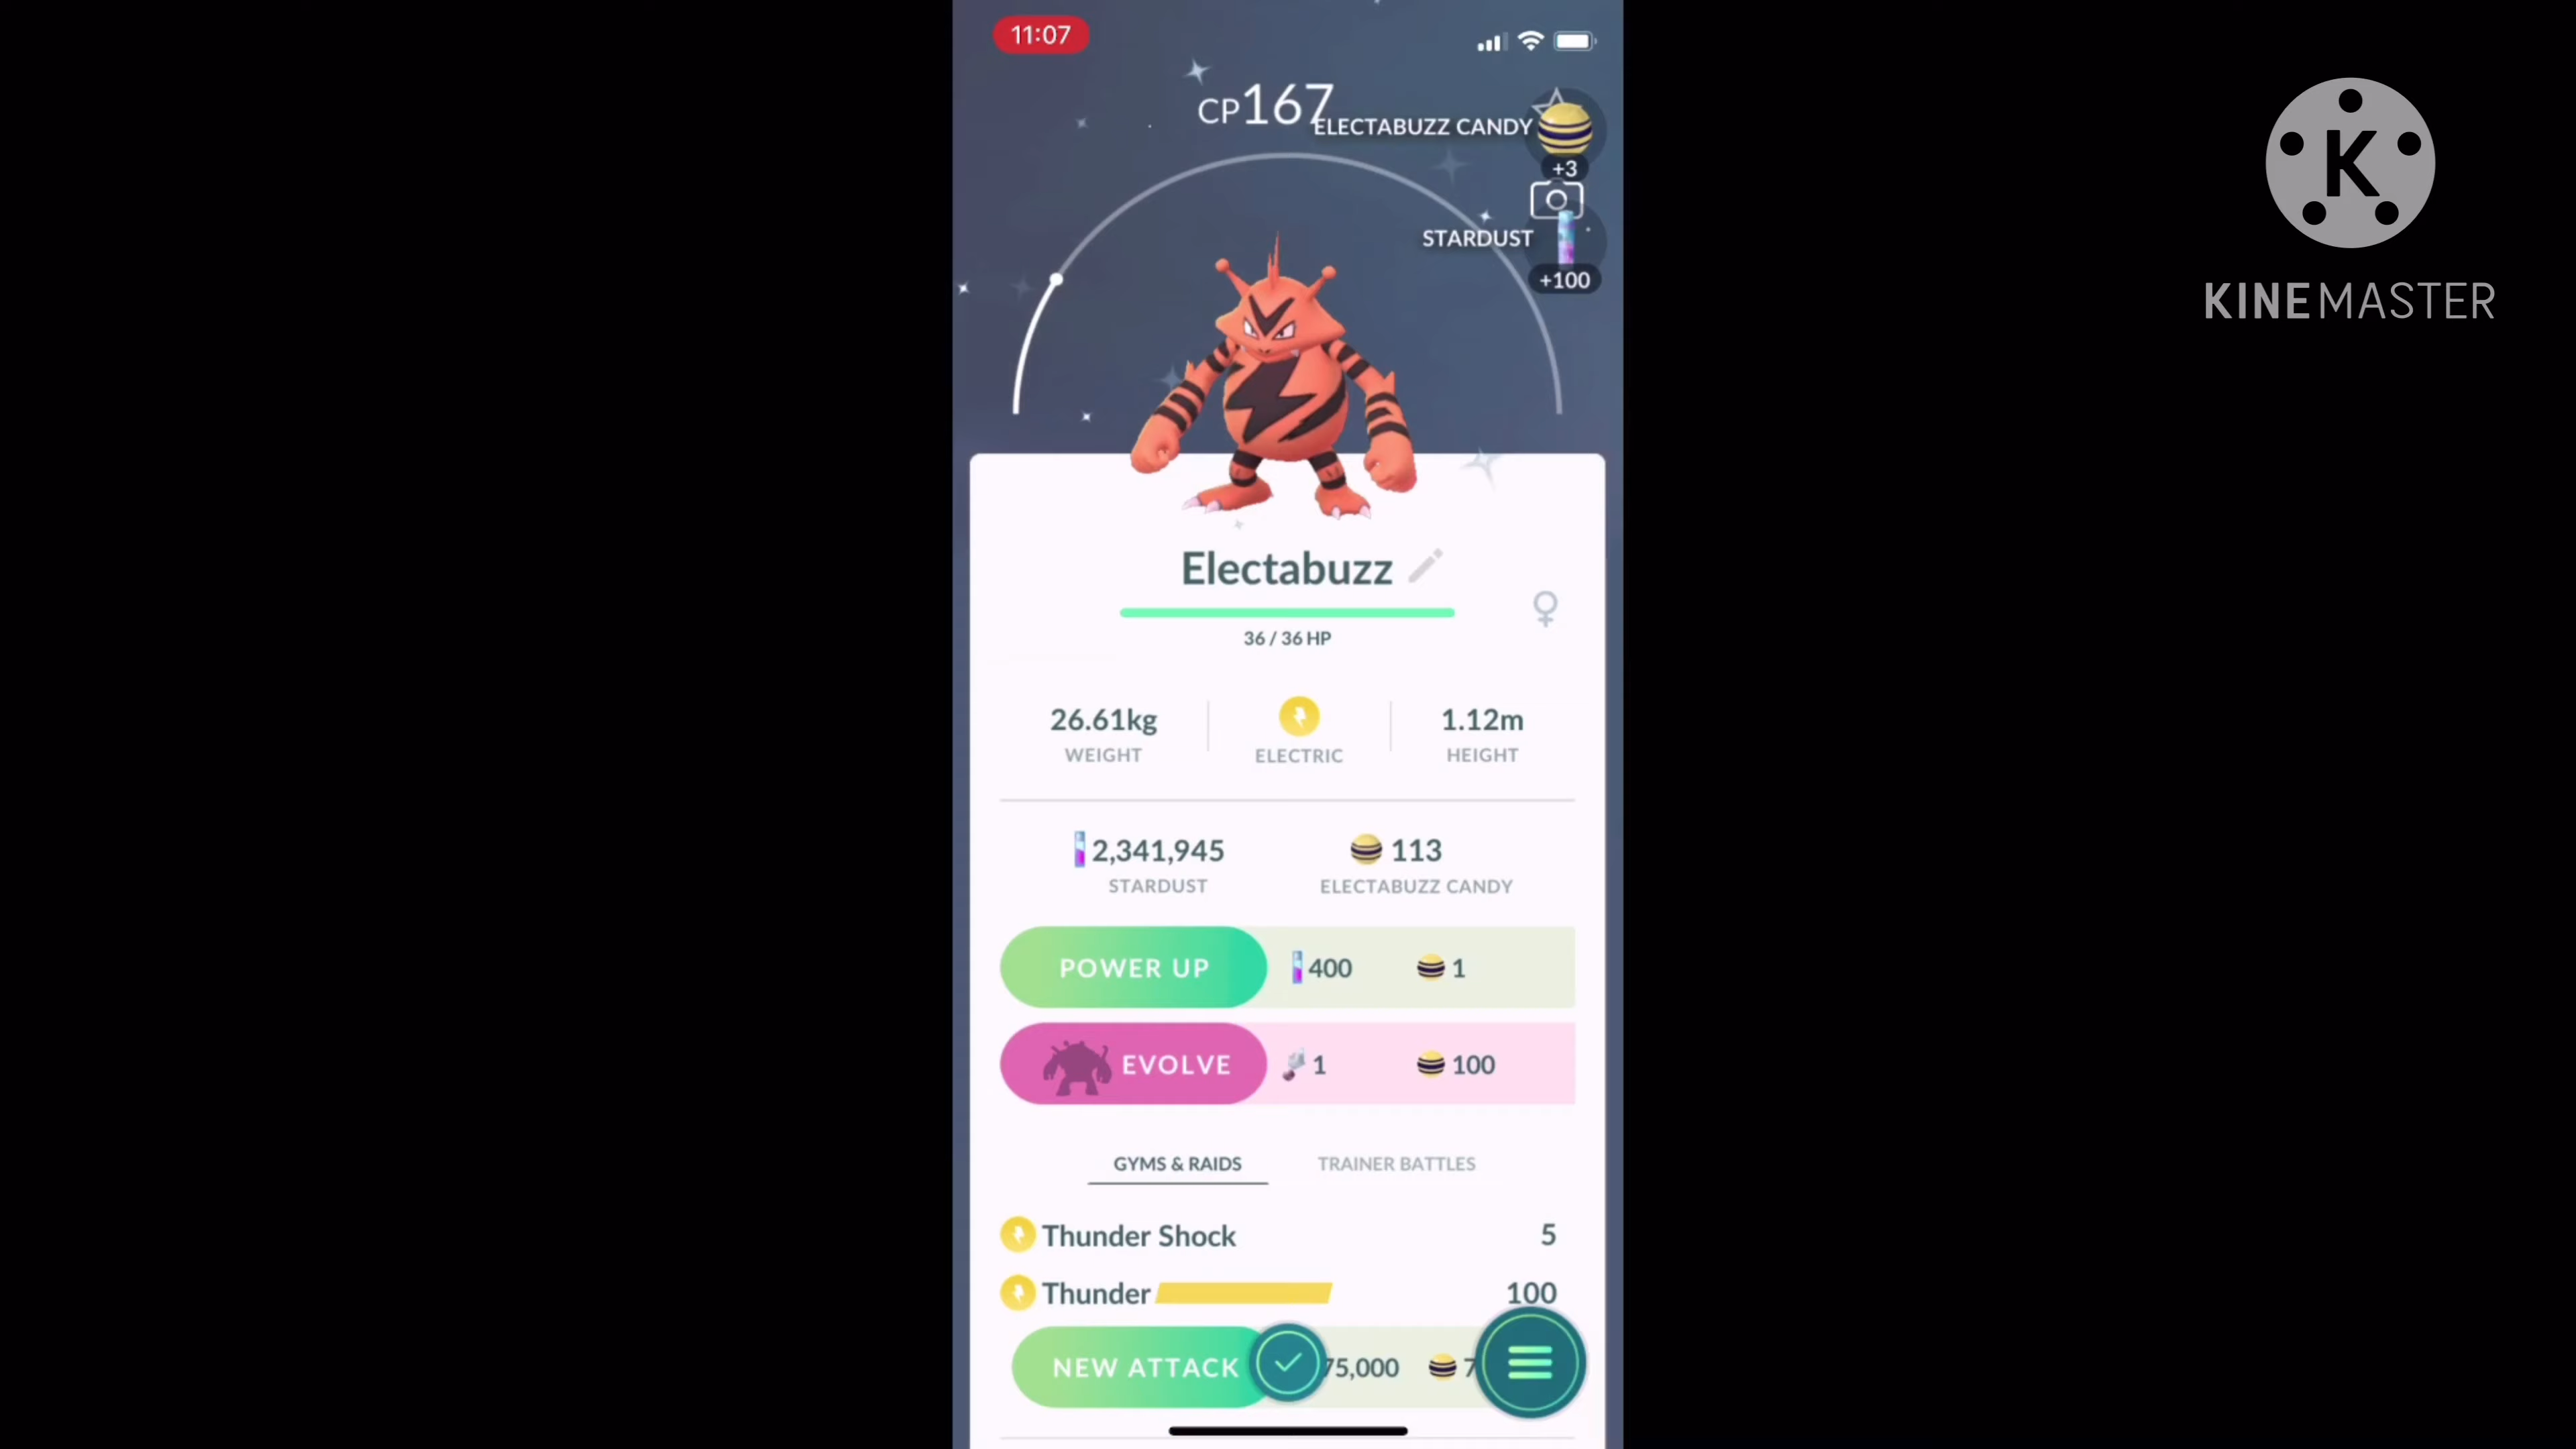 11:07
CP167
ELECTABUZZ CANDY
+3
STARDUST
+100
K
KINEMASTER
Electabuzz
36 / 36 HP
26.61kg
WEIGHT
ELECTRIC
1.12m
HEIGHT
2,341,945
STARDUST
113
ELECTABUZZ CANDY
POWER UP 400 1
EVOLVE 1 100
GYMS & RAIDS TRAINER BATTLES
Thunder Shock 5
Thunder 100
NEW ATTACK 75,000 7